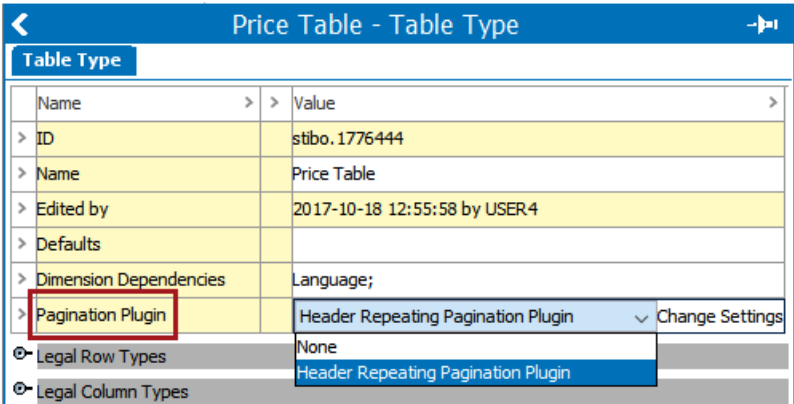 Price Table - Table Type
Table Type
Name > > Value >
> ID stibo.1776444
> Name Price Table
> Edited by 2017-10-18 12:55:58 by USER4
> Defaults
> Dimension Dependencies Language;
> Pagination Plugin Header Repeating Pagination Plugin Change Settings
None
Legal Row Types Header Repeating Pagination Plugin
Legal Column Types